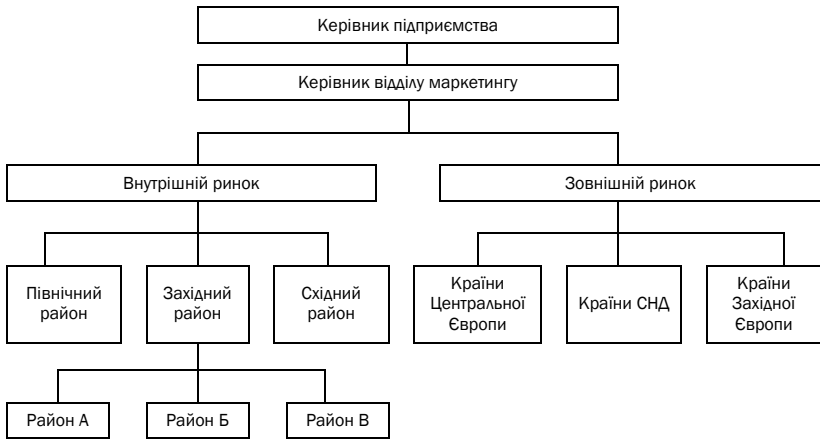 Керівник підприємства
Керівник відділу маркетингу
Внутрішній ринок
Зовнішній ринок
Північний
район
Західний
район
Східний
район
Країни
Центральної
Європи
Країни СНД
Країни
Західної
Європи
Район А
Район Б
Район В